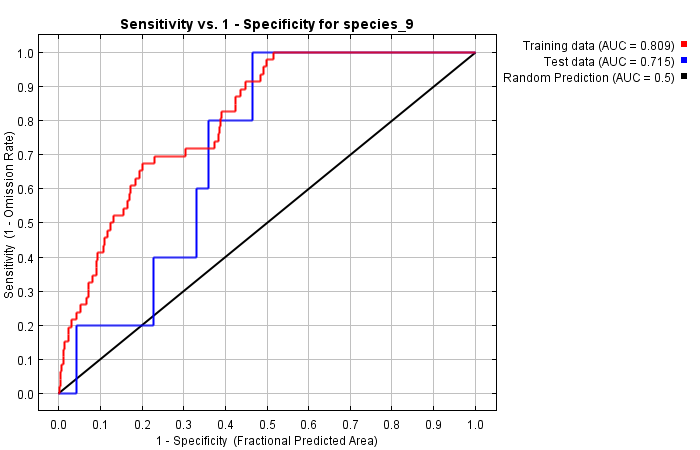 Sensitivity vs. 1 - Specificity for species_9
Training data (AUC = 0.809)
Test data (AUC = 0.715)
Random Prediction (AUC = 0.5)
Sensitivity (1 - Omission Rate)
1.0
0.9
0.8
0.7
0.6
0.5
0.4
0.3
0.2
0.1
0.0
0.0 0.1 0.2 0.3 0.4 0.5 0.6 0.7 0.8 0.9 1.0
1 - Specificity (Fractional Predicted Area)